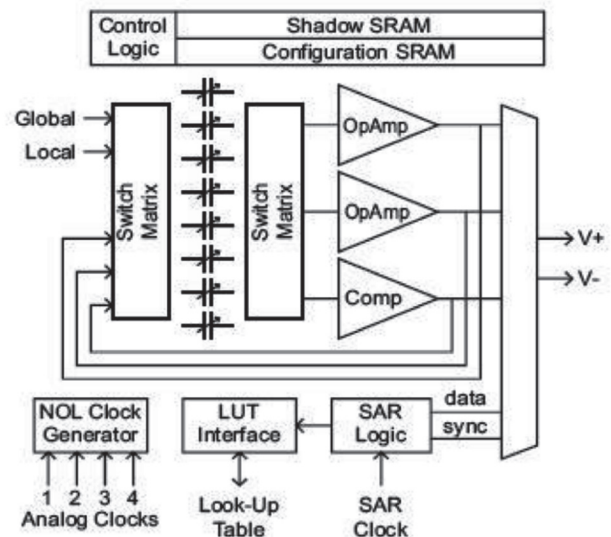 Control
Logic
Shadow SRAM
Configuration SRAM
Global
Local
Switch
Matrix
Switch
Matrix
OpAmp
OpAmp
Comp
V+
V-
NOL Clock
Generator
LUT
Interface
SAR
Logic
data
sync
1 2 3 4
Analog Clocks
Look-Up
Table
SAR
Clock